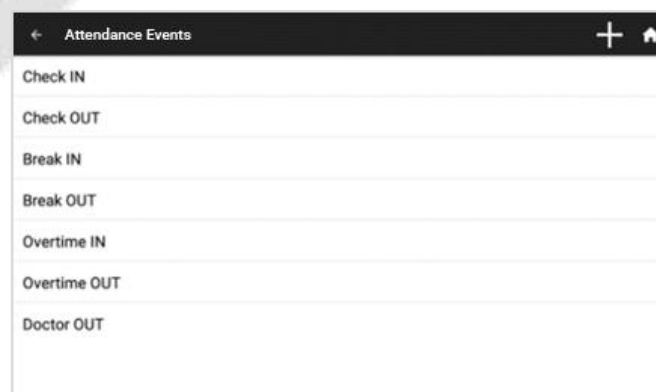 Attendance Events
Check IN
Check OUT
Break IN
Break OUT
Overtime IN
Overtime OUT
Doctor OUT